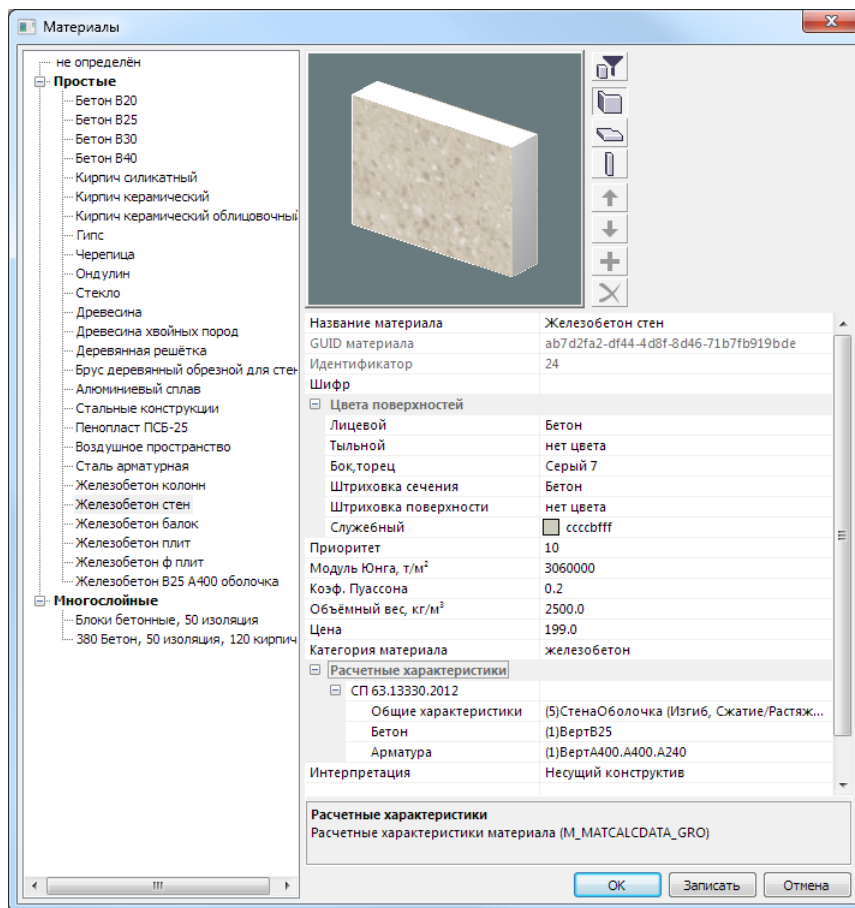 Материалы
не определён
Простые
Бетон В20
Бетон В25
Бетон В30
Бетон В40
Кирпич силикатный
Кирпич керамический
Кирпич керамический облицовочный
Гипс
Черепица
Ондулин
Стекло
Древесина
Древесина хвойных пород
Деревянная решётка
Брус деревянный обрезной для стен
Алюминиевый сплав
Стальные конструкции
Пенопласт ПСБ-25
Воздушное пространство
Сталь арматурная
Железобетон колонн
Железобетон стен
Железобетон балок
Железобетон плит
Железобетон ф плит
Железобетон В25 А400 оболочка
Многослойные
Блоки бетонные, 50 изоляция
380 Бетон, 50 изоляция, 120 кирпич
Название материала Железобетон стен
GUID материала ab7d2fa2-df44-4d8f-8d46-71b7fb919bde
Идентификатор 24
Шифр
Цвета поверхностей
Лицевой Бетон
Тыльной нет цвета
Бок,торец Серый 7
Штриховка сечения Бетон
Штриховка поверхности нет цвета
Служебный ccccbfff
Приоритет 10
Модуль Юнга, т/м² 3060000
Коэф. Пуассона 0.2
Объёмный вес, кг/м³ 2500.0
Цена 199.0
Категория материала железобетон
Расчетные характеристики
СП 63.13330.2012
Общие характеристики (5)СтенаОболочка (Изгиб, Сжатие/Растяж...
Бетон (1)ВертВ25
Арматура (1)ВертА400.А400.А240
Интерпретация Несущий конструктив
Расчетные характеристики
Расчетные характеристики материала (M_MATCALCDATA_GRO)
ОК Записать Отмена